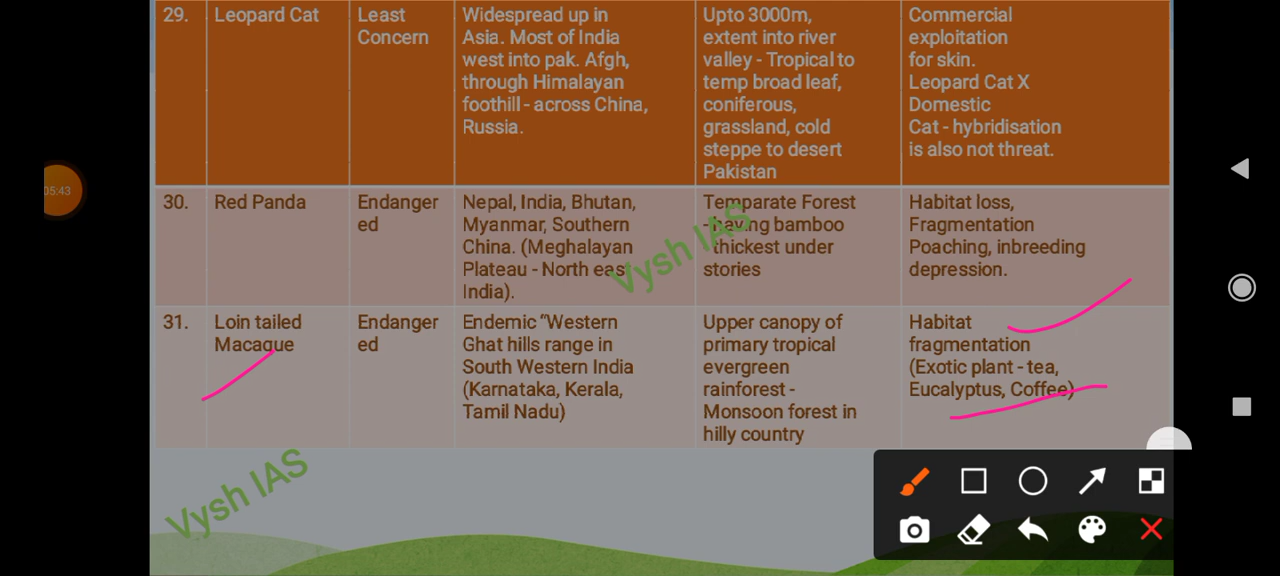 29.
Leopard Cat
Least
Concern
Widespread up in
Asia. Most of India
west into pak. Afgh,
through Himalayan
foothill - across China,
Russia.
Upto 3000m,
extent into river
valley - Tropical to
temp broad leaf,
coniferous,
grassland, cold
steppe to desert
Pakistan
Commercial
exploitation
for skin.
Leopard Cat X
Domestic
Cat - hybridisation
is also not threat.
05:43
30.
Red Panda
Endanger
ed
Nepal, India, Bhutan,
Myanmar, Southern
China. (Meghalayan
Plateau - North east
India).
Temparate Forest
- having bamboo
thickest under
stories
Habitat loss,
Fragmentation
Poaching, inbreeding
depression.
Vysh IAS
31.
Loin tailed
Macaque
Endanger
ed
Endemic “Western
Ghat hills range in
South Western India
(Karnataka, Kerala,
Tamil Nadu)
Upper canopy of
primary tropical
evergreen
rainforest -
Monsoon forest in
hilly country
Habitat
fragmentation
(Exotic plant - tea,
Eucalyptus, Coffee)
Vysh IAS